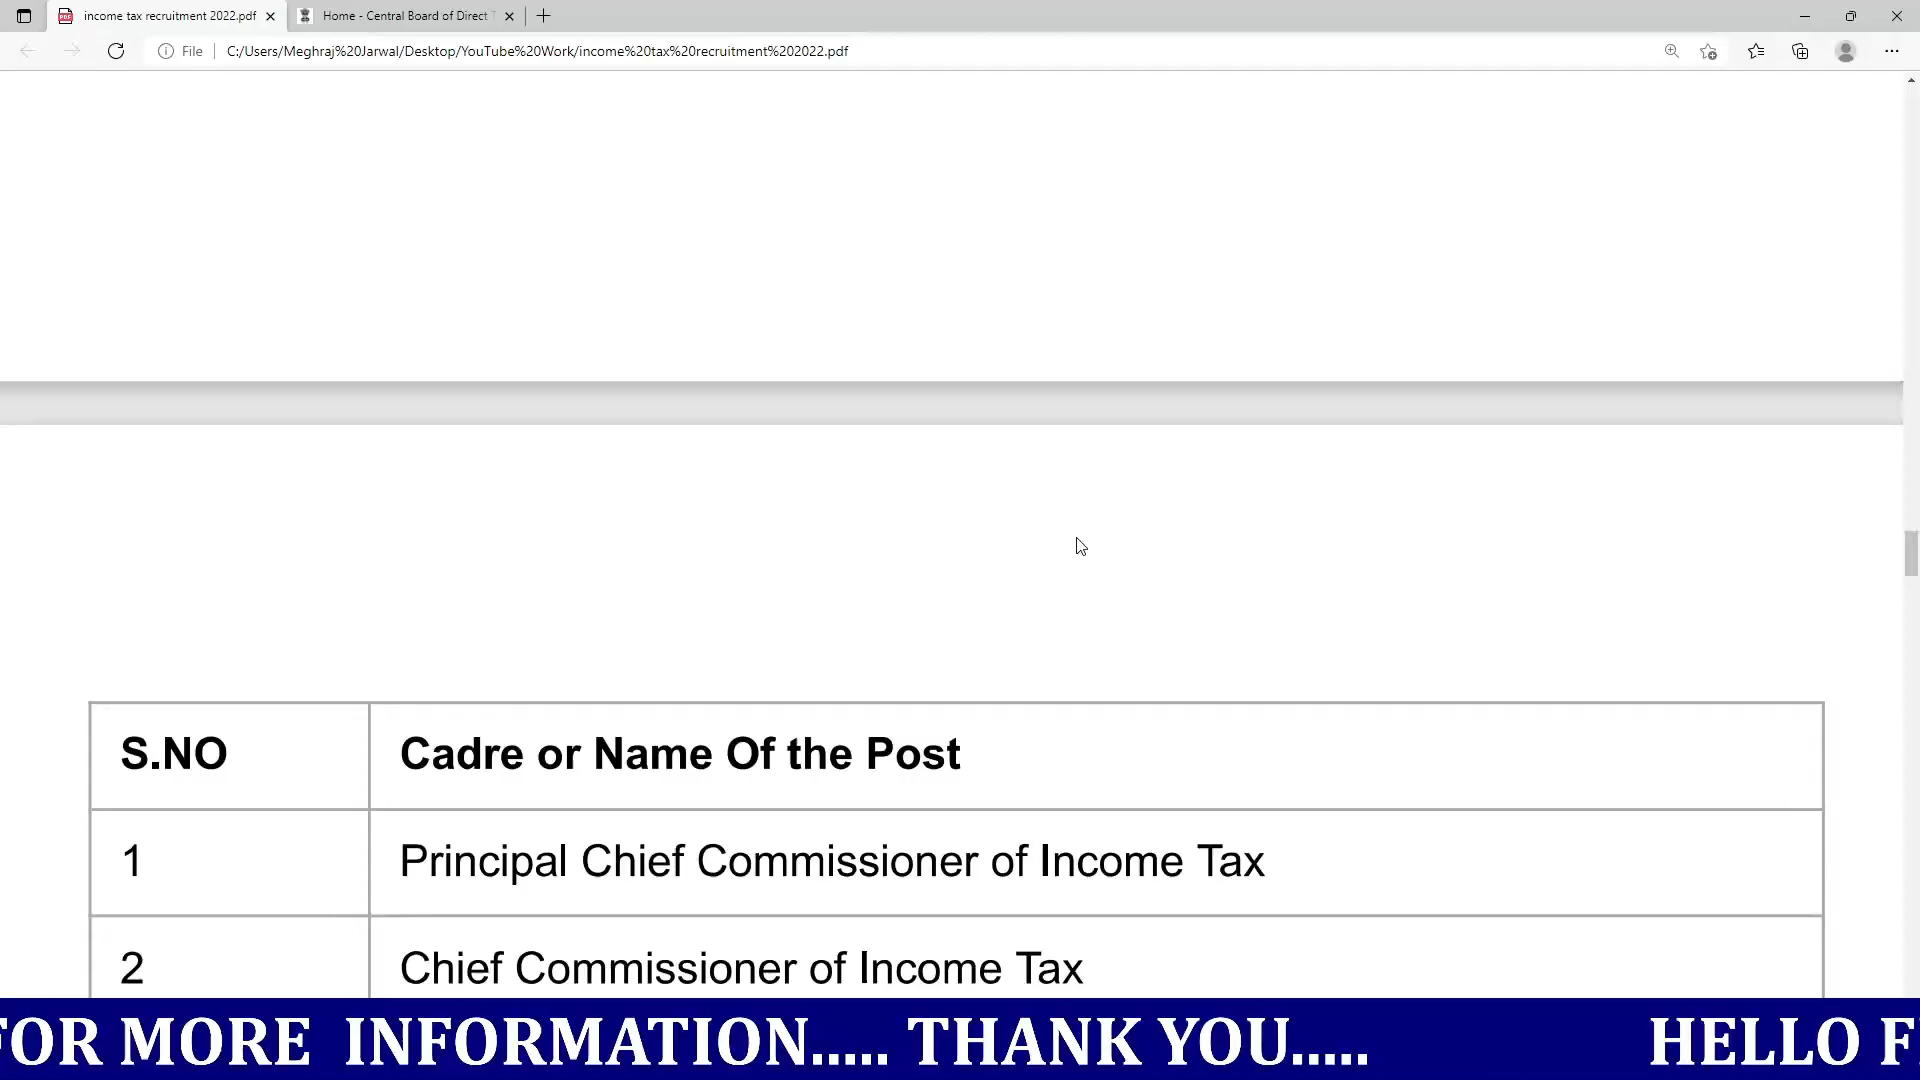 income tax recruitment 2022.pdf
Home - Central Board of Direct
File
C:/Users/Meghraj%20Jarwal/Desktop/YouTube%20Work/income%20tax%20recruitment%202022.pdf
S.NO Cadre or Name Of the Post
1 Principal Chief Commissioner of Income Tax
2 Chief Commissioner of Income Tax
FOR MORE INFORMATION..... THANK YOU..... HELLO